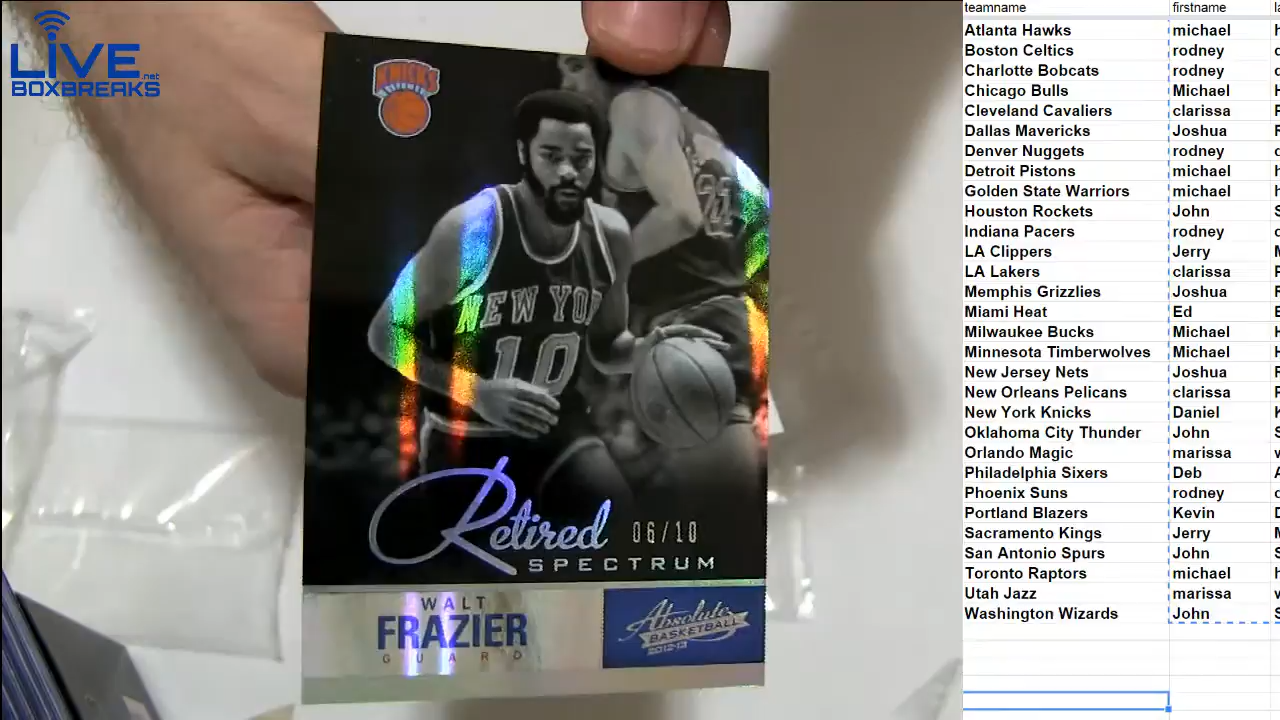 LIVE.net
BOXBREAKS
KNICKS
21
NEW YOR
10
Retired 06/10
SPECTRUM
WALT
FRAZIER
GUARD
Absolute
BASKETBALL
2012-13
teamname firstname
Atlanta Hawks michael
Boston Celtics rodney
Charlotte Bobcats rodney
Chicago Bulls Michael
Cleveland Cavaliers clarissa
Dallas Mavericks Joshua
Denver Nuggets rodney
Detroit Pistons michael
Golden State Warriors michael
Houston Rockets John
Indiana Pacers rodney
LA Clippers Jerry
LA Lakers clarissa
Memphis Grizzlies Joshua
Miami Heat Ed
Milwaukee Bucks Michael
Minnesota Timberwolves Michael
New Jersey Nets Joshua
New Orleans Pelicans clarissa
New York Knicks Daniel
Oklahoma City Thunder John
Orlando Magic marissa
Philadelphia Sixers Deb
Phoenix Suns rodney
Portland Blazers Kevin
Sacramento Kings Jerry
San Antonio Spurs John
Toronto Raptors michael
Utah Jazz marissa
Washington Wizards John